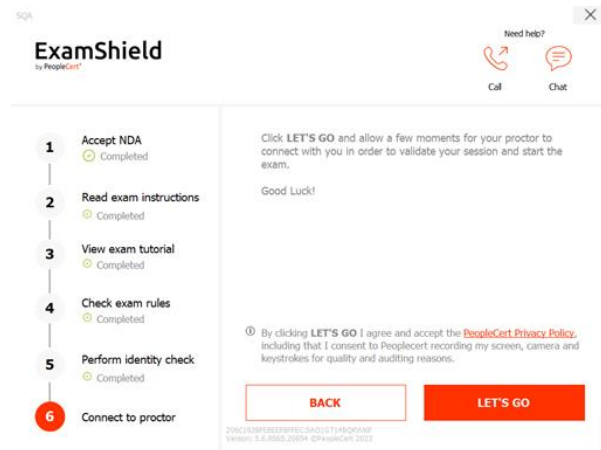 SQA
Need help?
ExamShield
by PeopleCert
Call
Chat
1
Accept NDA
Completed
2
Read exam instructions
Completed
3
View exam tutorial
Completed
4
Check exam rules
Completed
5
Perform identity check
Completed
6
Connect to proctor
Click LET'S GO and allow a few moments for your proctor to
connect with you in order to validate your session and start the
exam.
Good Luck!
By clicking LET'S GO I agree and accept the PeopleCert Privacy Policy,
including that I consent to Peoplecert recording my screen, camera and
keystrokes for quality and auditing reasons.
BACK
LET'S GO
©PeopleCert 2023